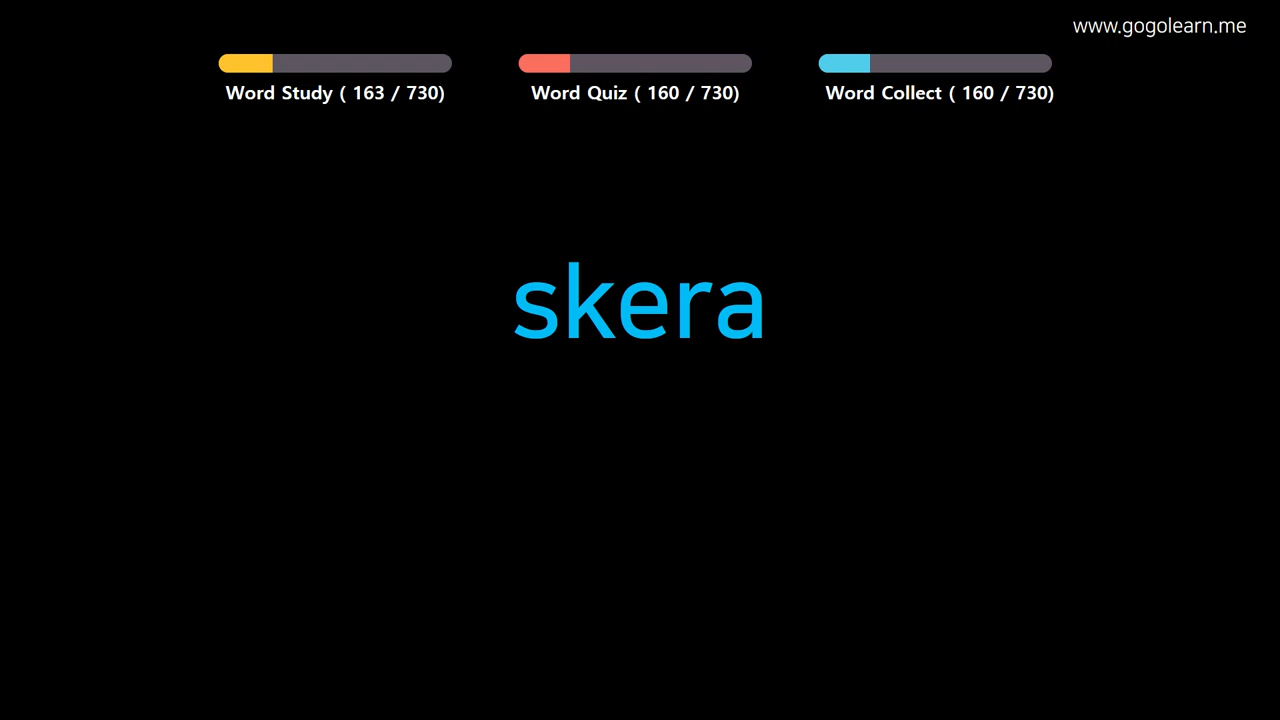 www.gogolearn.me
Word Study ( 163 / 730)
Word Quiz ( 160 / 730)
Word Collect ( 160 / 730)
skera